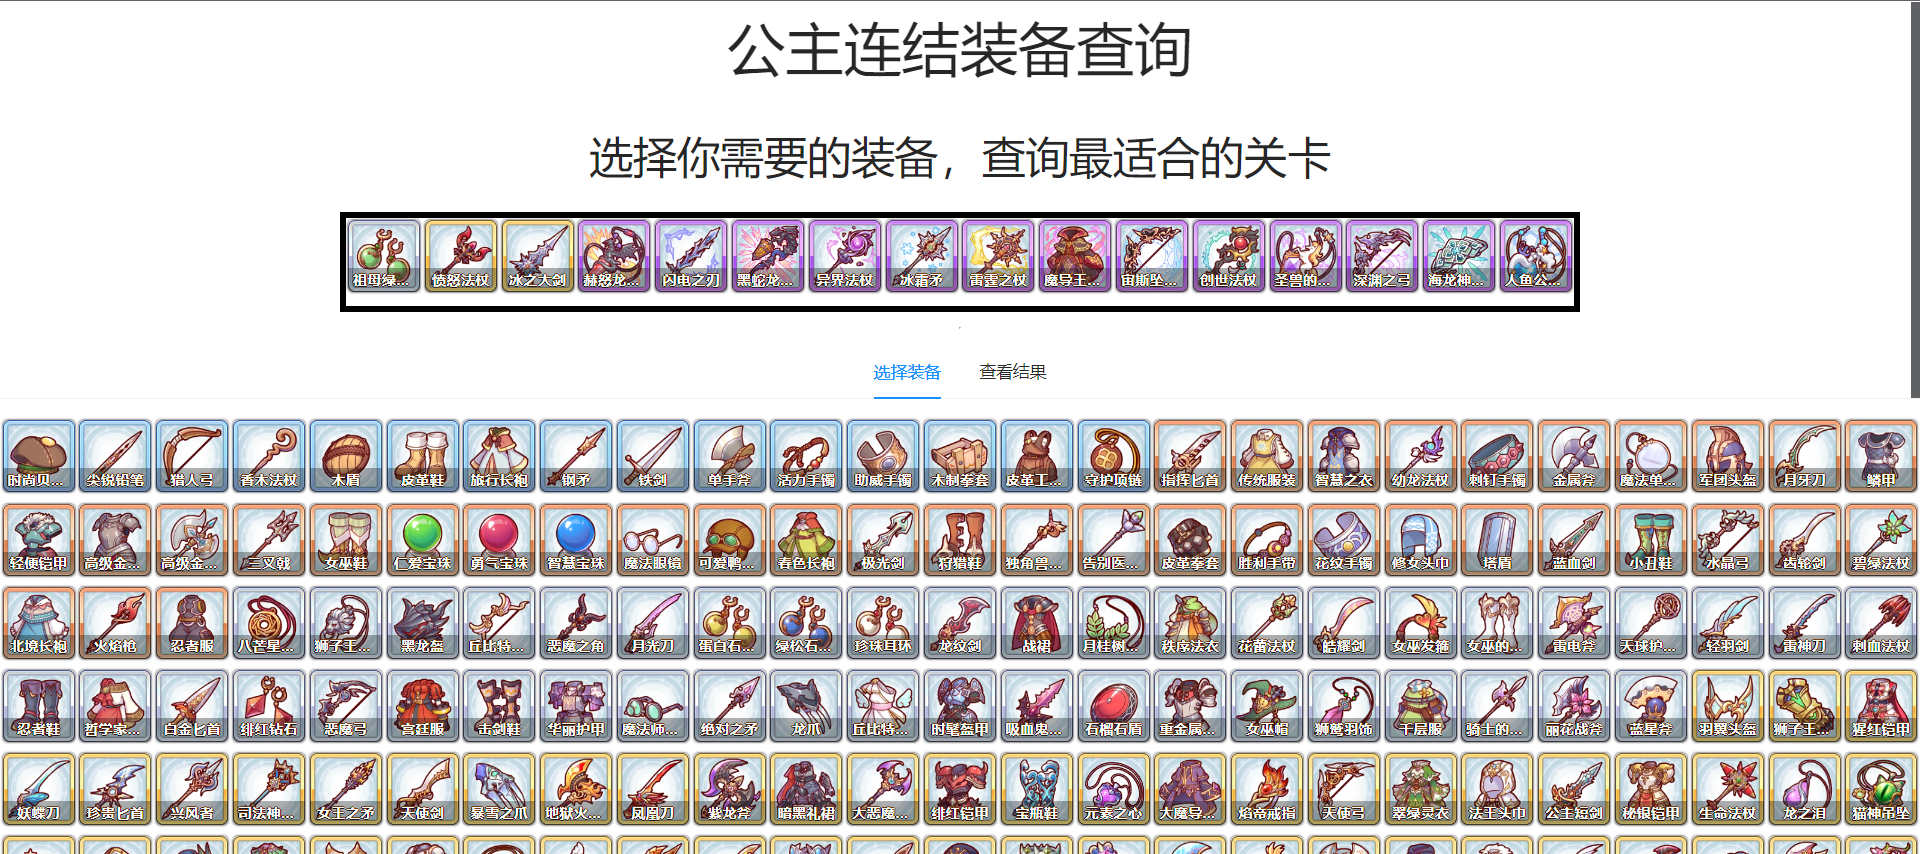 公主连结装备查询
选择你需要的装备，查询最适合的关卡
祖母绿... 愤怒法杖 冰之大剑 赫怒龙... 闪电之刃 黑蛇龙... 异界法杖 冰霜矛 雷霆之杖 魔导王... 宙斯坠... 创世法杖 圣兽的... 深渊之弓 海龙神... 人鱼公...
选择装备 查看结果
时尚贝... 尖锐铅笔 猎人弓 香木法杖 木盾 皮革鞋 旅行长袍 钢矛 铁剑 单手斧 活力手镯 助威手镯 木制拳套 皮革工... 守护项链 指挥匕首 传统服装 智慧之衣 幼龙法杖 刺钉手镯 金属斧 魔法单... 军团头盔 月牙刀 鳞甲
轻便铠甲 高级金... 高级金... 三叉戟 女巫鞋 仁爱宝珠 勇气宝珠 智慧宝珠 魔法眼镜 可爱鸭... 春色长袍 极光剑 狩猎鞋 独角兽... 告别医... 皮革拳套 胜利手带 花纹手镯 修女头巾 塔盾 蓝血剑 小丑鞋 水晶弓 齿轮剑 碧绿法杖
北境长袍 火焰枪 忍者服 八芒星... 狮子王... 黑龙盔 丘比特... 恶魔之角 月光刀 蛋白石... 绿松石... 珍珠耳环 龙纹剑 战裙 月桂树... 秩序法衣 花蕾法杖 皓耀剑 女巫发箍 女巫的... 雷电斧 天球护... 轻羽剑 雷神刀 刺血法杖
忍者鞋 哲学家... 白金匕首 绯红钻石 恶魔弓 宫廷服 击剑鞋 华丽护甲 魔法师... 绝对之矛 龙爪 丘比特... 时髦盔甲 吸血鬼... 石榴石盾 重金属... 女巫帽 狮鹫羽饰 千层服 骑士的... 丽花战斧 蓝星斧 羽翼头盔 狮子王... 猩红铠甲
妖蝶刀 珍贵匕首 兴风者 司法神... 女王之矛 天使剑 暴雪之爪 地狱火... 凤凰刀 紫龙斧 暗黑礼裙 大恶魔... 绯红铠甲 宝瓶鞋 元素之心 大魔导... 焰帝戒指 天使弓 翠绿灵衣 法王头巾 公主短剑 秘银铠甲 生命法杖 龙之泪 猫神吊坠